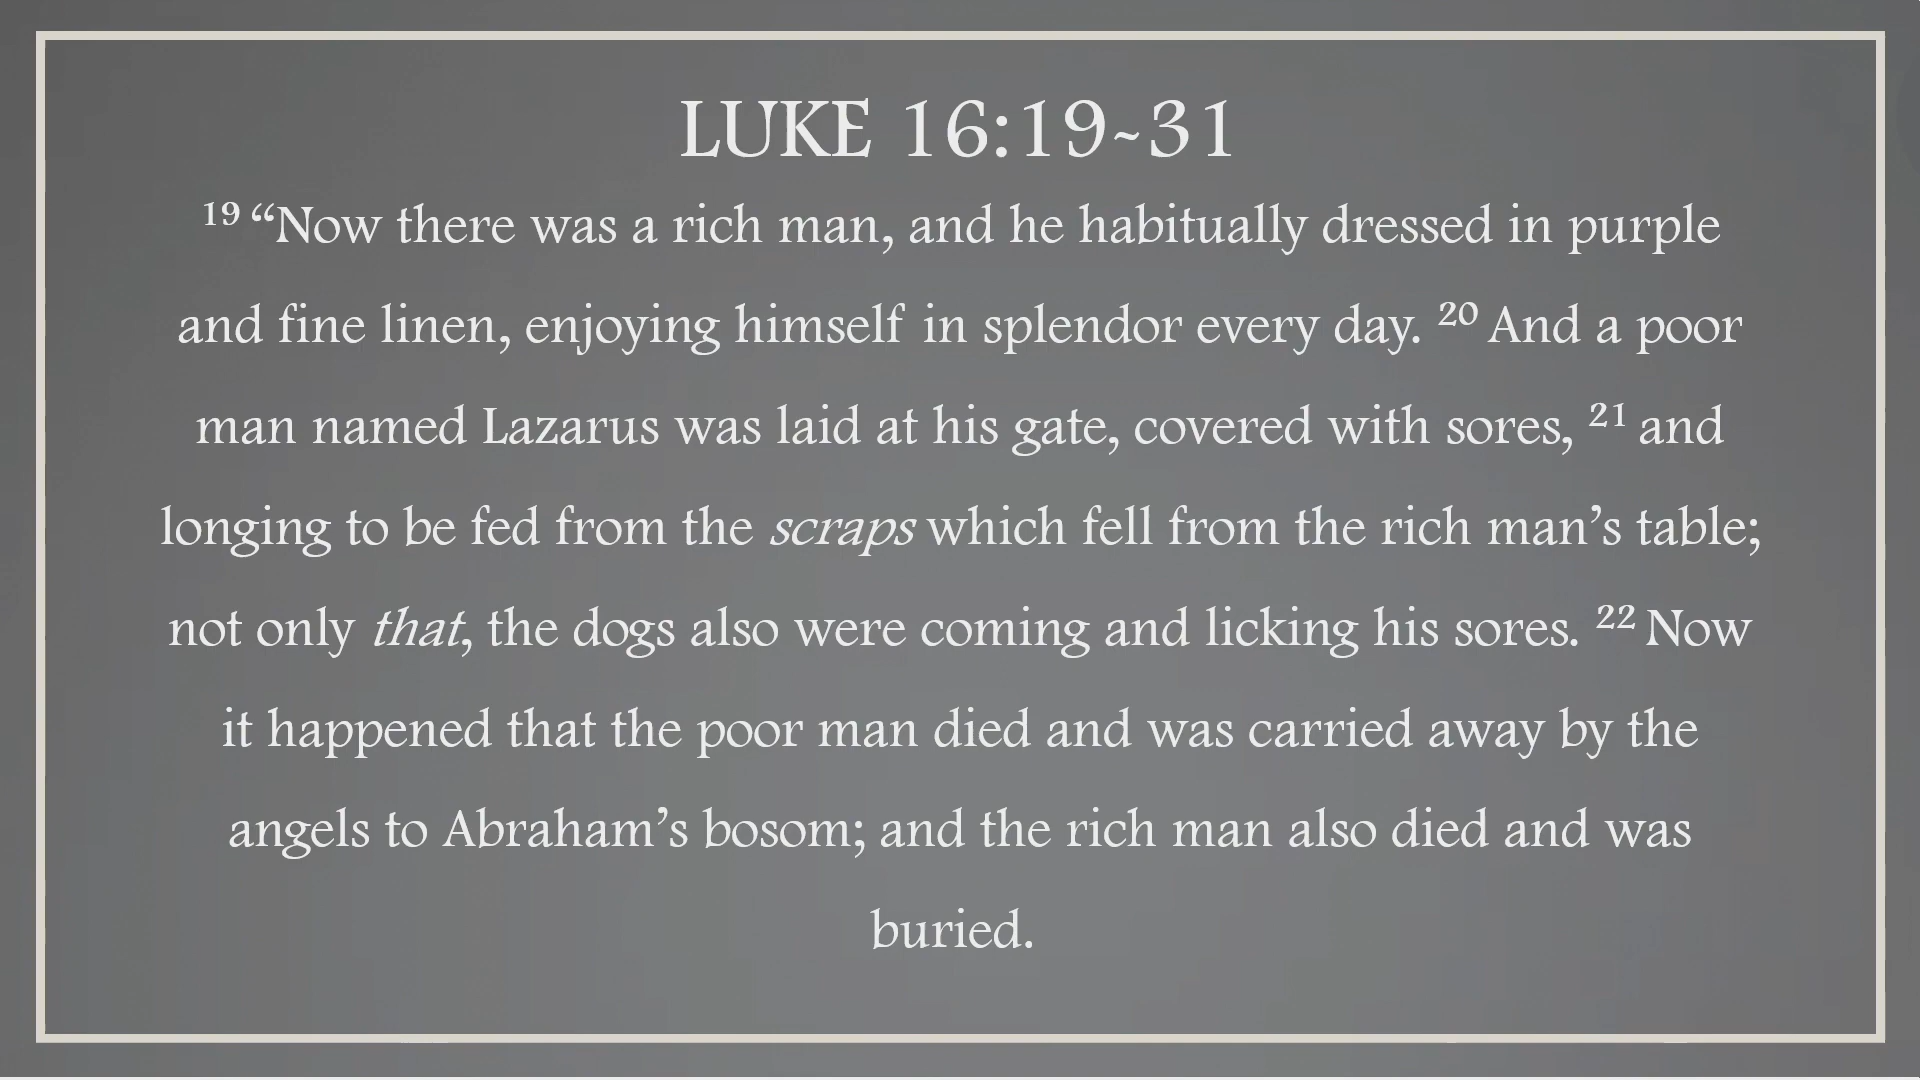 LUKE 16:19~31
19 “Now there was a rich man, and he habitually dressed in purple
and fine linen, enjoying himself in splendor every day. 20 And a poor
man named Lazarus was laid at his gate, covered with sores, 21 and
longing to be fed from the scraps which fell from the rich man’s table;
not only that, the dogs also were coming and licking his sores. 22 Now
it happened that the poor man died and was carried away by the
angels to Abraham’s bosom; and the rich man also died and was
buried.